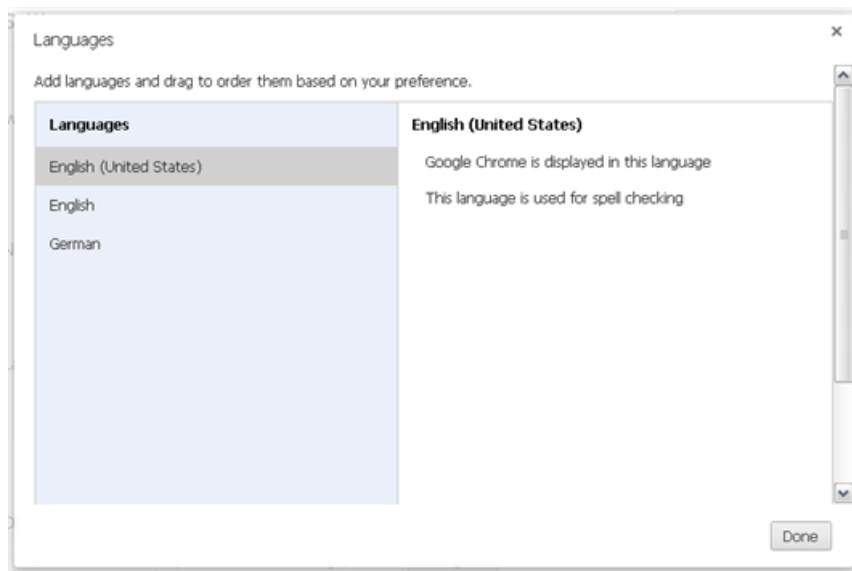 Languages
Add languages and drag to order them based on your preference.
Languages
English (United States)
English
German
English (United States)
Google Chrome is displayed in this language
This language is used for spell checking
Done